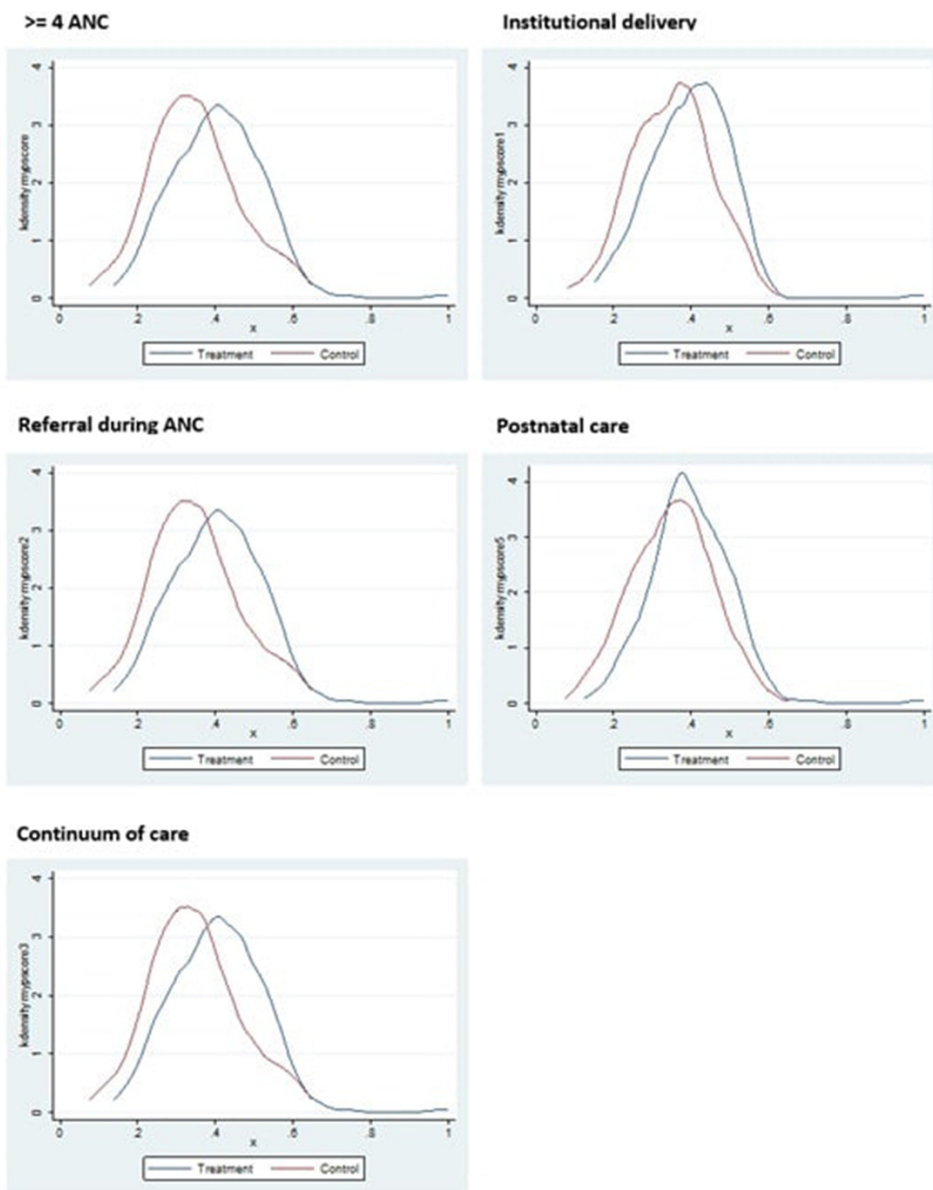 >= 4 ANC
kdensity mypscore
0 1 2 3 4
0 .2 .4 .6 .8 1
x
Treatment Control
Institutional delivery
kdensity mypscore1
0 1 2 3 4
0 .2 .4 .6 .8 1
x
Treatment Control
Referral during ANC
kdensity mypscore2
0 1 2 3 4
0 .2 .4 .6 .8 1
x
Treatment Control
Postnatal care
kdensity mypscore5
0 1 2 3 4
0 .2 .4 .6 .8 1
x
Treatment Control
Continuum of care
kdensity mypscore3
0 1 2 3 4
0 .2 .4 .6 .8 1
x
Treatment Control